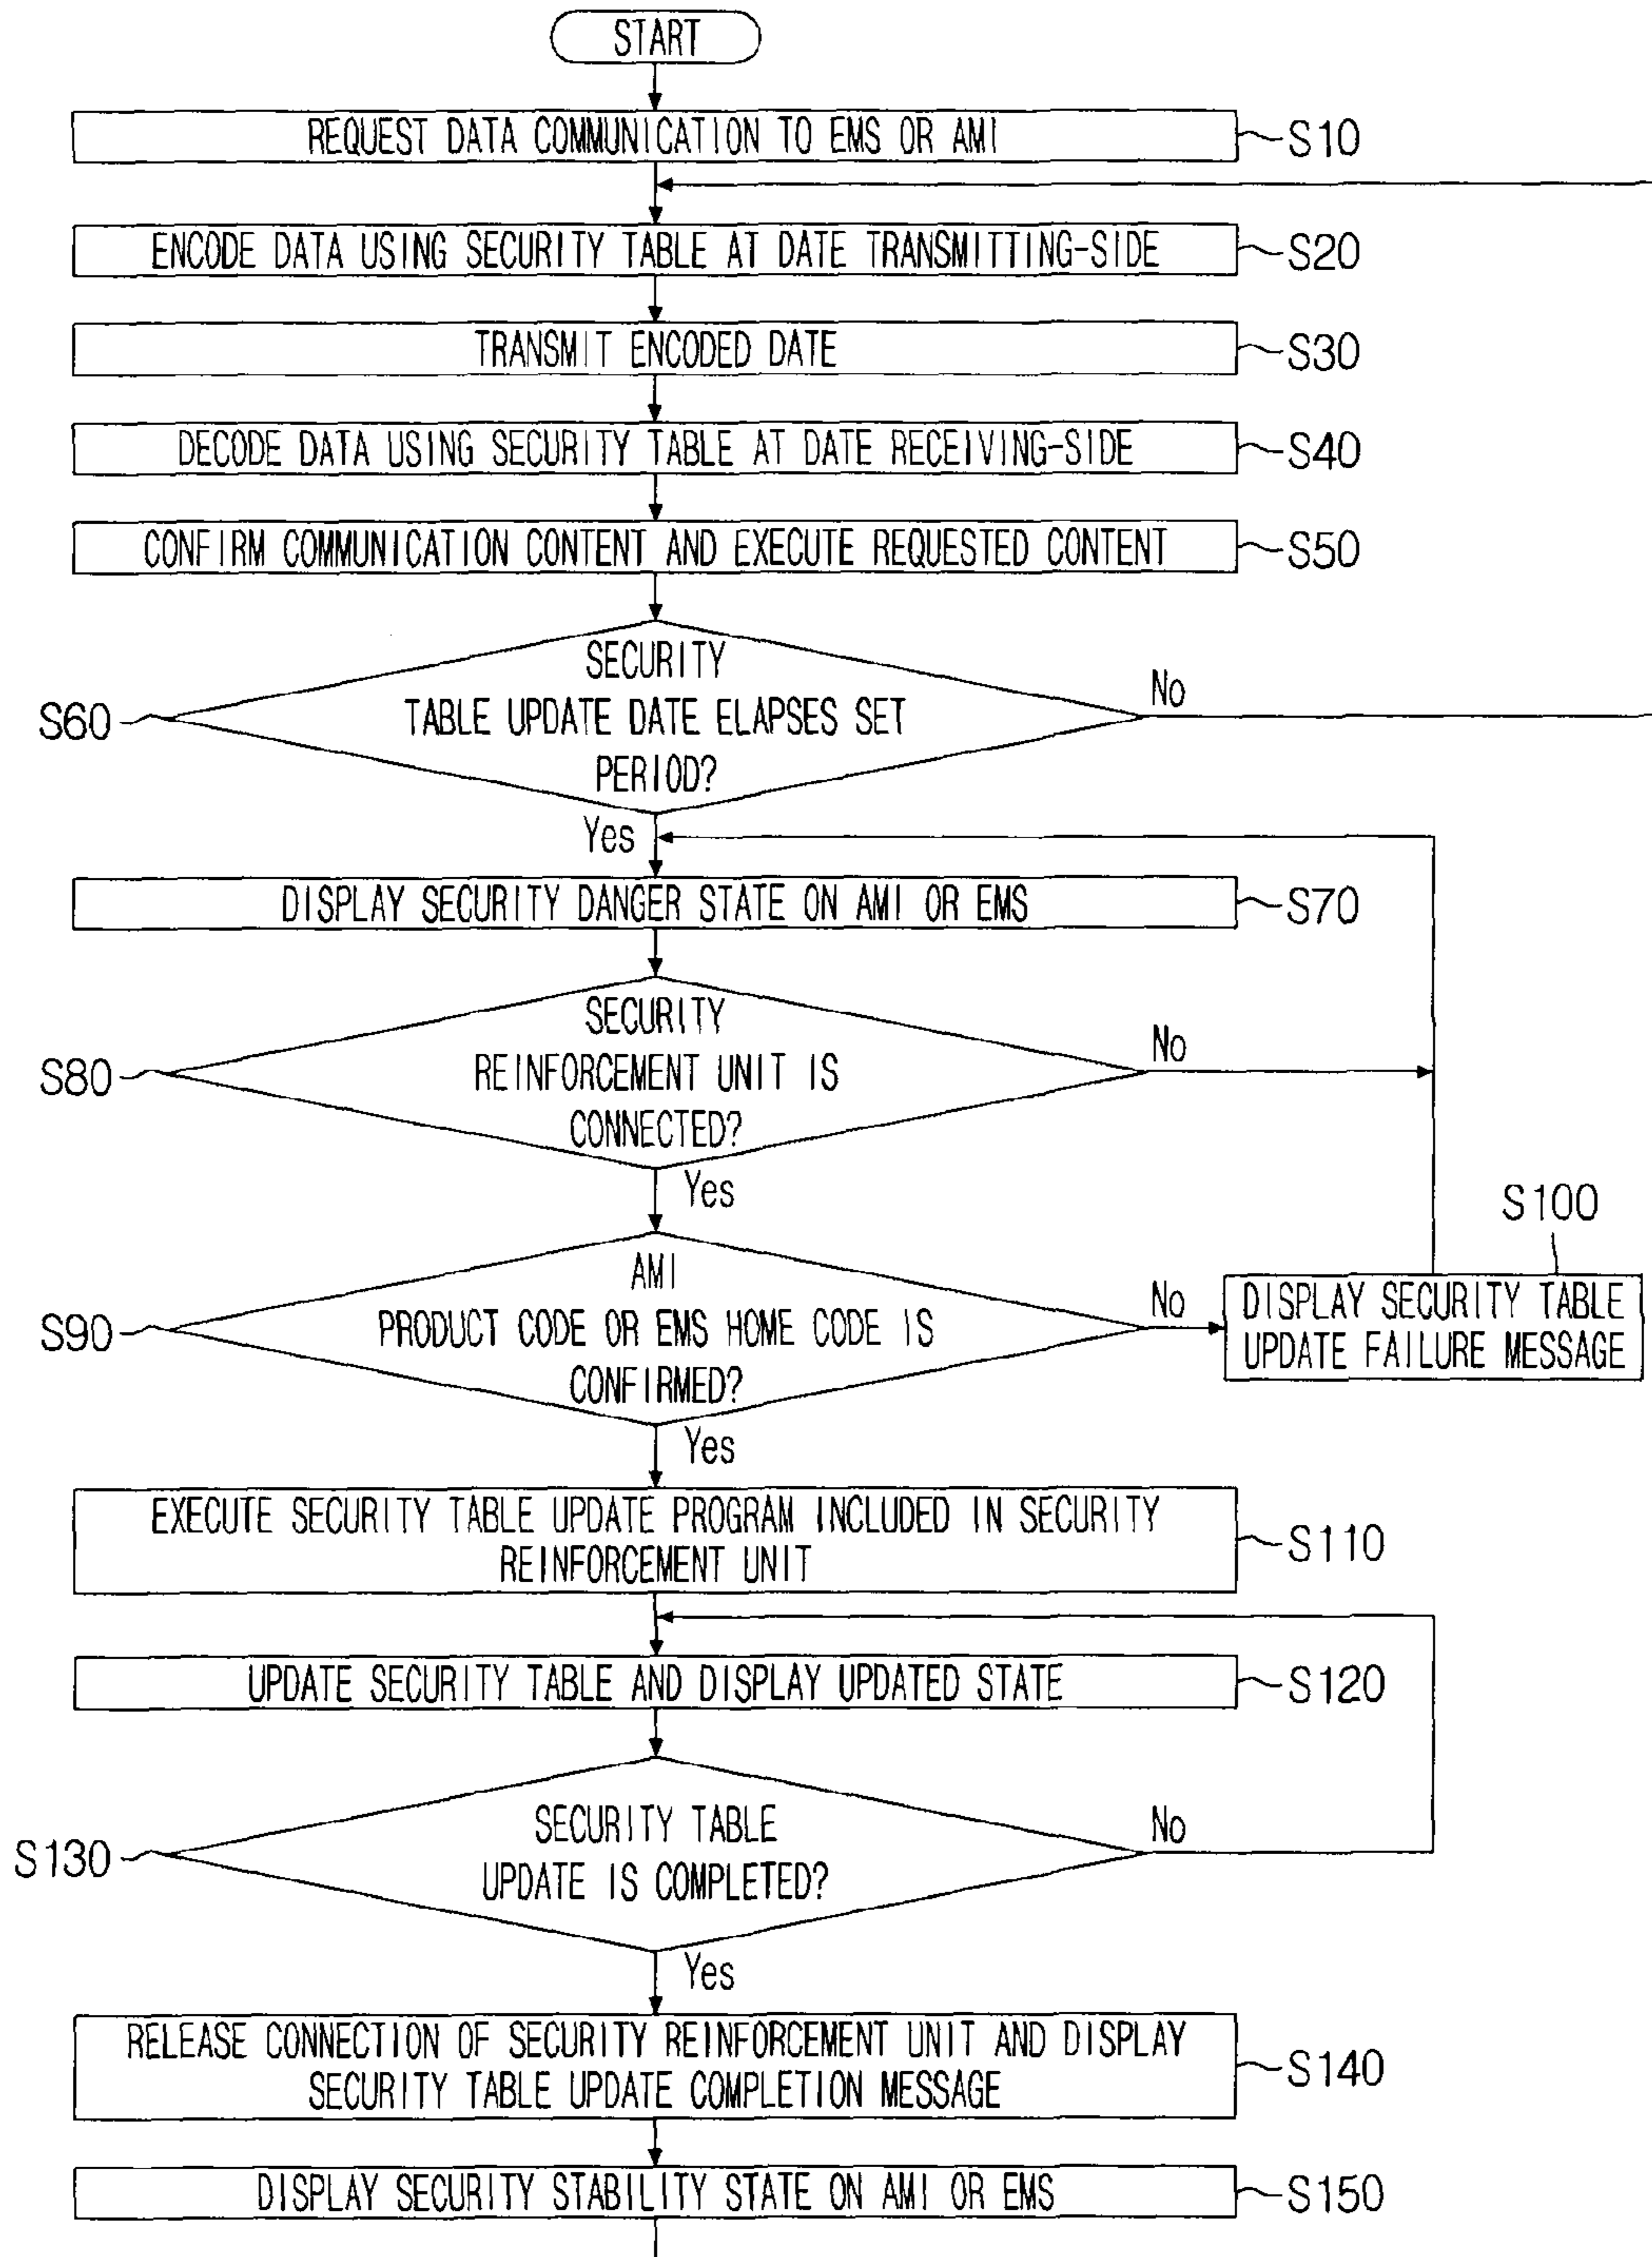 START
REQUEST DATA COMMUNICATION TO EMS OR AMI
S10
ENCODE DATA USING SECURITY TABLE AT DATE TRANSMITTING-SIDE
S20
TRANSMIT ENCODED DATE
S30
DECODE DATA USING SECURITY TABLE AT DATE RECEIVING-SIDE
S40
CONFIRM COMMUNICATION CONTENT AND EXECUTE REQUESTED CONTENT
S50
SECURITY
TABLE UPDATE DATE ELAPSES SET
PERIOD?
S60
No
Yes
DISPLAY SECURITY DANGER STATE ON AMI OR EMS
S70
SECURITY
REINFORCEMENT UNIT IS
CONNECTED?
S80
No
Yes
AMI
PRODUCT CODE OR EMS HOME CODE IS
CONFIRMED?
S90
No
S100
DISPLAY SECURITY TABLE
UPDATE FAILURE MESSAGE
Yes
EXECUTE SECURITY TABLE UPDATE PROGRAM INCLUDED IN SECURITY
REINFORCEMENT UNIT
S110
UPDATE SECURITY TABLE AND DISPLAY UPDATED STATE
S120
SECURITY TABLE
UPDATE IS COMPLETED?
S130
No
Yes
RELEASE CONNECTION OF SECURITY REINFORCEMENT UNIT AND DISPLAY
SECURITY TABLE UPDATE COMPLETION MESSAGE
S140
DISPLAY SECURITY STABILITY STATE ON AMI OR EMS
S150